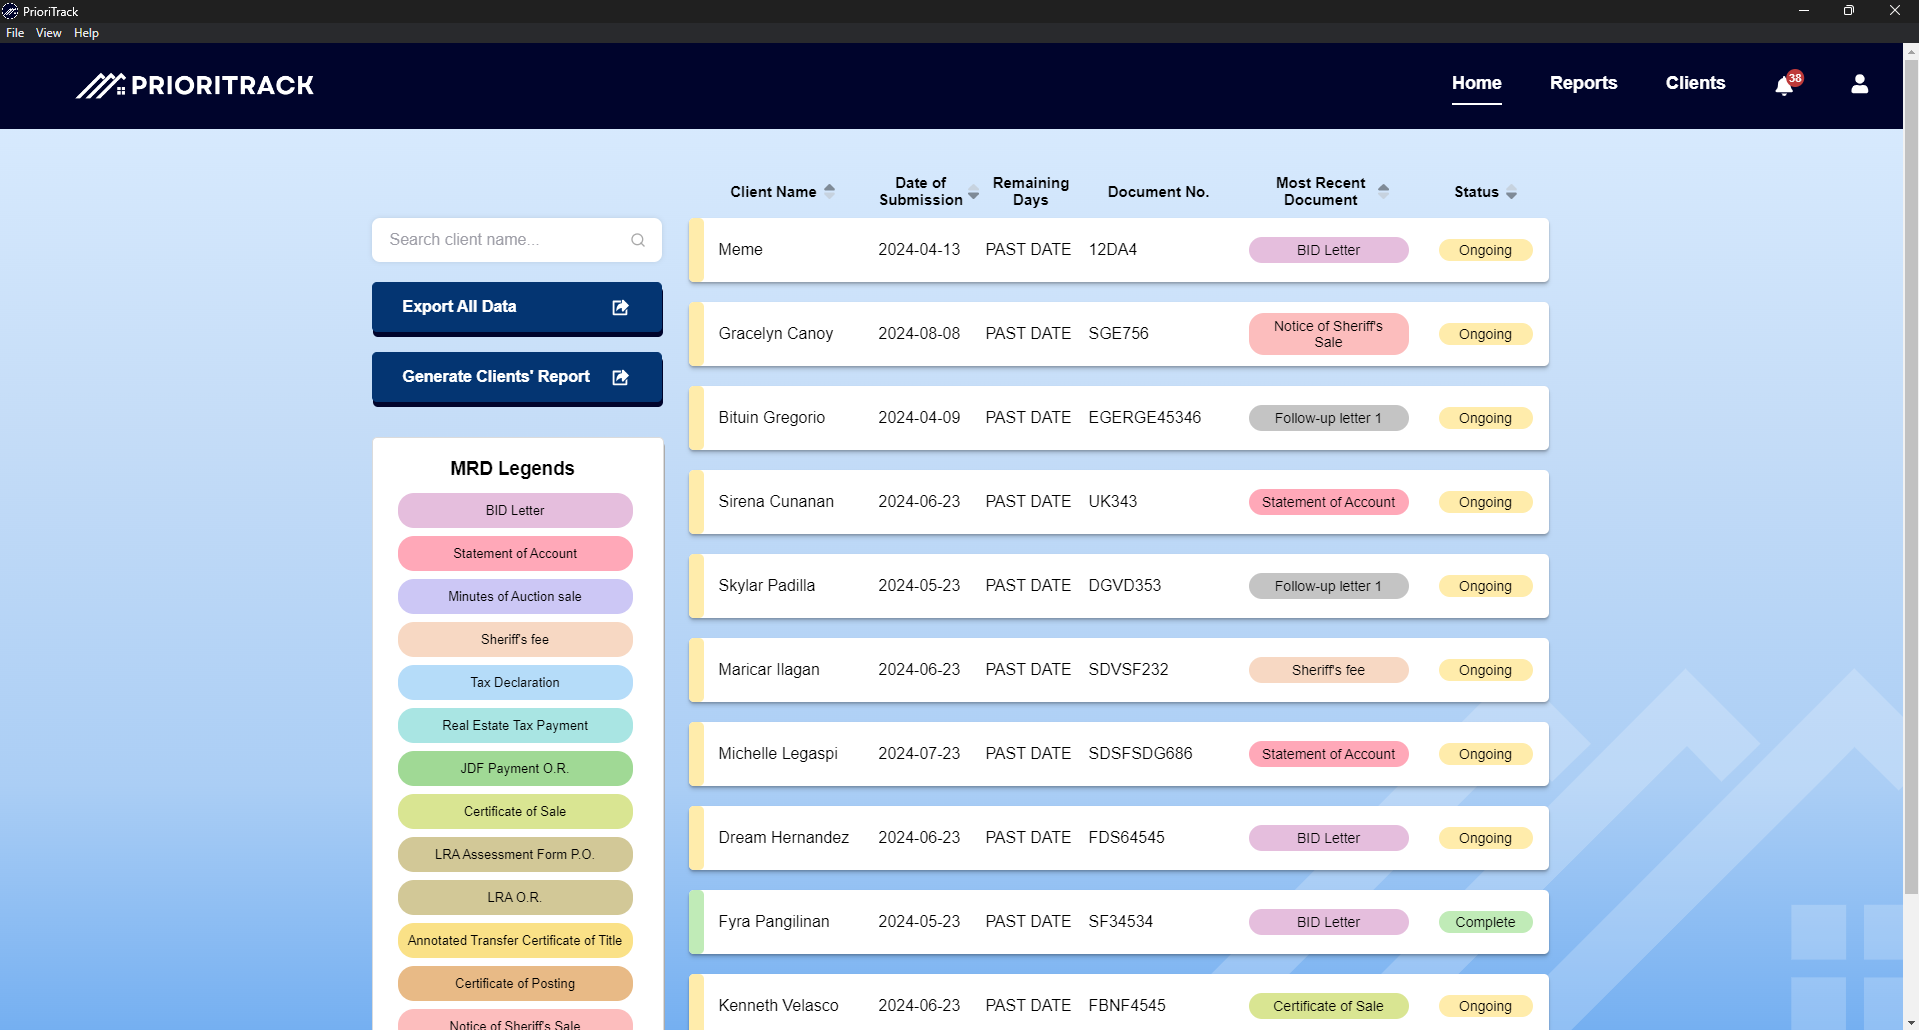 PrioriTrack
File View Help
PRIORITRACK
Home Reports Clients 38
Client Name Date of Submission Remaining Days Document No. Most Recent Document Status
Search client name...
Export All Data
Generate Clients' Report
MRD Legends
BID Letter
Statement of Account
Minutes of Auction sale
Sheriff's fee
Tax Declaration
Real Estate Tax Payment
JDF Payment O.R.
Certificate of Sale
LRA Assessment Form P.O.
LRA O.R.
Annotated Transfer Certificate of Title
Certificate of Posting
Notice of Sheriff's Sale
Meme 2024-04-13 PAST DATE 12DA4 BID Letter Ongoing
Gracelyn Canoy 2024-08-08 PAST DATE SGE756 Notice of Sheriff's Sale Ongoing
Bituin Gregorio 2024-04-09 PAST DATE EGERGE45346 Follow-up letter 1 Ongoing
Sirena Cunanan 2024-06-23 PAST DATE UK343 Statement of Account Ongoing
Skylar Padilla 2024-05-23 PAST DATE DGVD353 Follow-up letter 1 Ongoing
Maricar Ilagan 2024-06-23 PAST DATE SDVSF232 Sheriff's fee Ongoing
Michelle Legaspi 2024-07-23 PAST DATE SDSFSDG686 Statement of Account Ongoing
Dream Hernandez 2024-06-23 PAST DATE FDS64545 BID Letter Ongoing
Fyra Pangilinan 2024-05-23 PAST DATE SF34534 BID Letter Complete
Kenneth Velasco 2024-06-23 PAST DATE FBNF4545 Certificate of Sale Ongoing